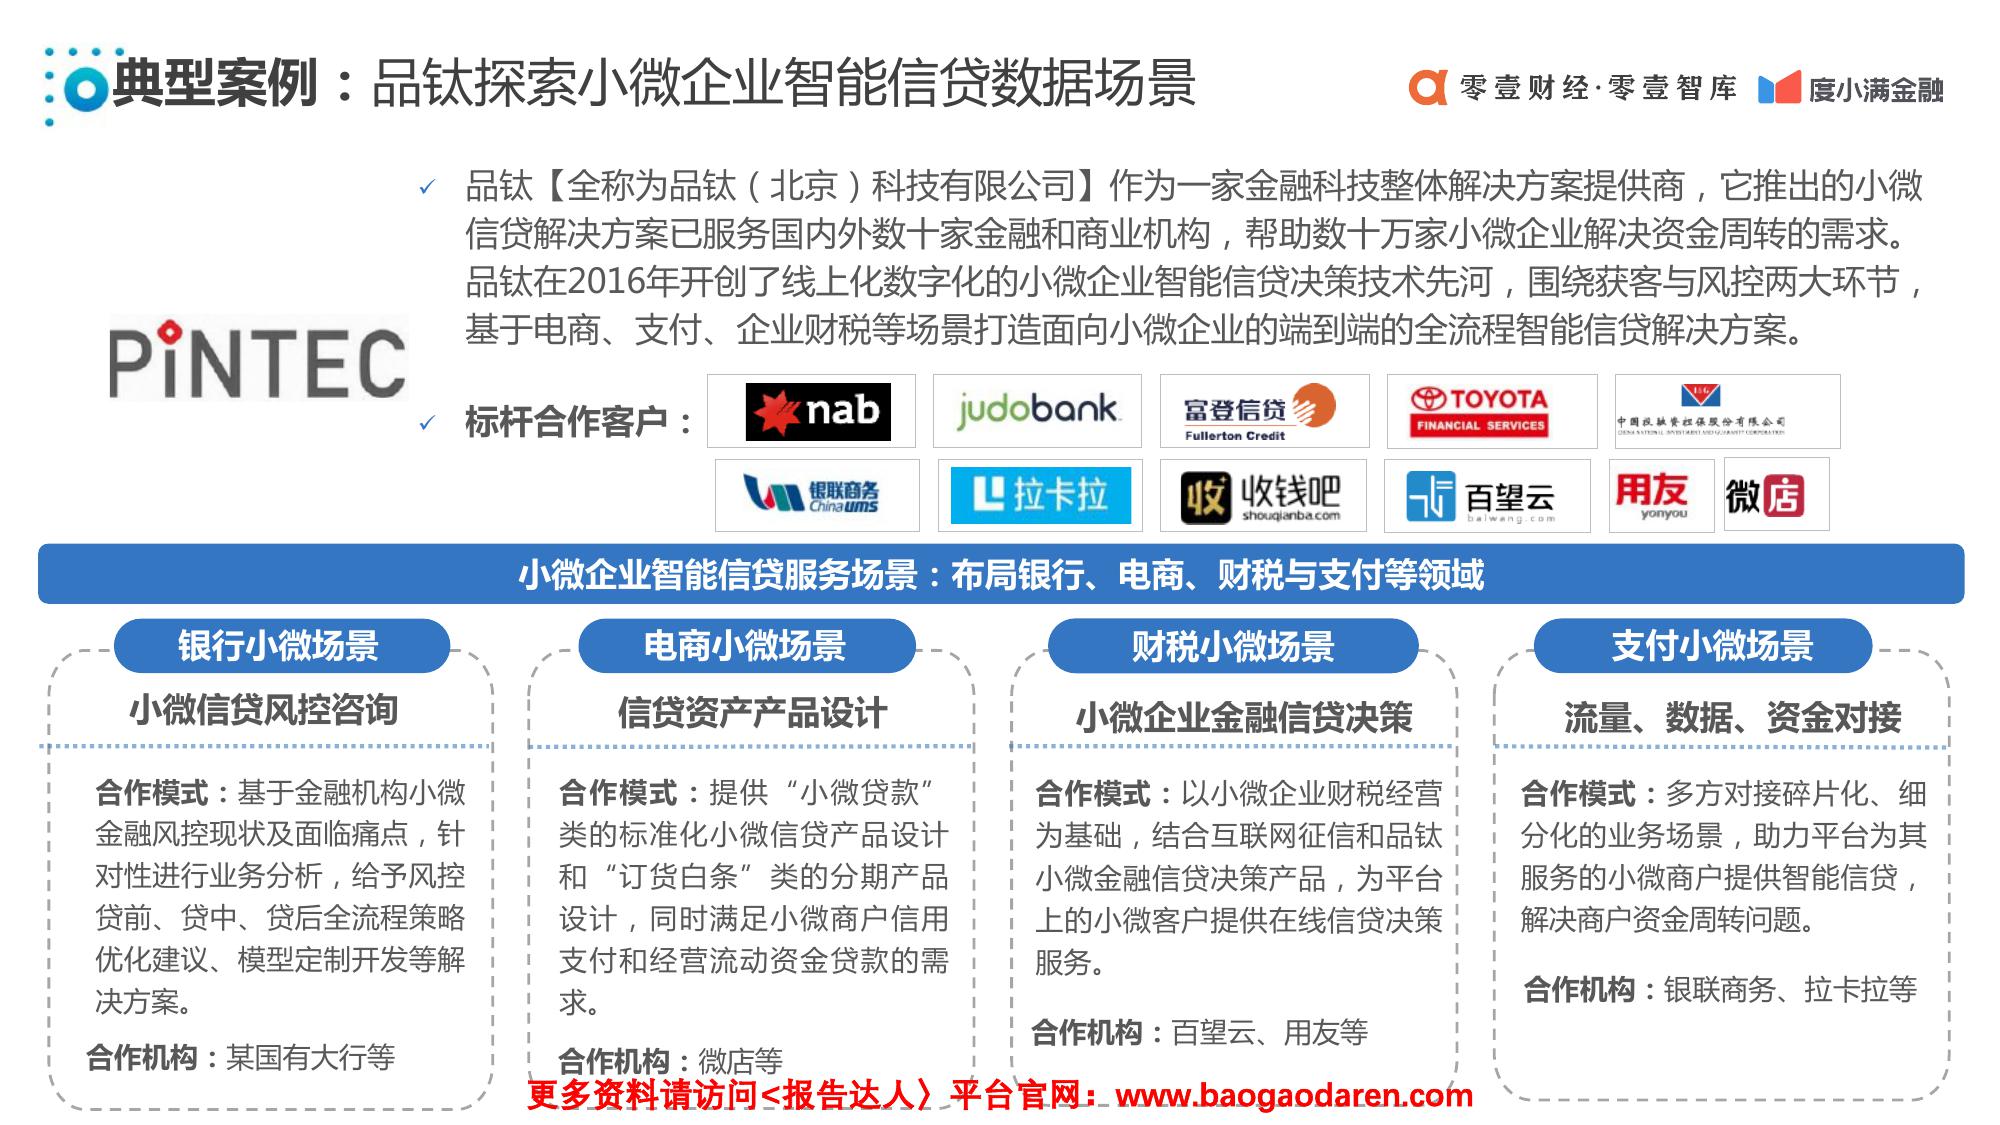 典型案例：品钛探索小微企业智能信贷数据场景
零壹财经·零壹智库
度小满金融
品钛【全称为品钛（北京）科技有限公司】作为一家金融科技整体解决方案提供商，它推出的小微
信贷解决方案已服务国内外数十家金融和商业机构，帮助数十万家小微企业解决资金周转的需求。
品钛在2016年开创了线上化数字化的小微企业智能信贷决策技术先河，围绕获客与风控两大环节，
基于电商、支付、企业财税等场景打造面向小微企业的端到端的全流程智能信贷解决方案。
PiNTEC
标杆合作客户：
nab
judobank
富登信贷
Fullerton Credit
TOYOTA
FINANCIAL SERVICES
I&G
中国投融资担保股份有限公司
CHINA NATIONAL INVESTMENT AND GUARANTY CORPORATION
银联商务
Chinaums
拉卡拉
收
收钱吧
shouqianba.com
百望云
baiwang.com
用友
yonyou
微店
小微企业智能信贷服务场景：布局银行、电商、财税与支付等领域
银行小微场景
小微信贷风控咨询
合作模式：基于金融机构小微
金融风控现状及面临痛点，针
对性进行业务分析，给予风控
贷前、贷中、贷后全流程策略
优化建议、模型定制开发等解
决方案。
合作机构：某国有大行等
电商小微场景
信贷资产产品设计
合作模式：提供“小微贷款”
类的标准化小微信贷产品设计
和“订货白条”类的分期产品
设计，同时满足小微商户信用
支付和经营流动资金贷款的需
求。
合作机构：微店等
财税小微场景
小微企业金融信贷决策
合作模式：以小微企业财税经营
为基础，结合互联网征信和品钛
小微金融信贷决策产品，为平台
上的小微客户提供在线信贷决策
服务。
合作机构：百望云、用友等
支付小微场景
流量、数据、资金对接
合作模式：多方对接碎片化、细
分化的业务场景，助力平台为其
服务的小微商户提供智能信贷，
解决商户资金周转问题。
合作机构：银联商务、拉卡拉等
更多资料请访问<报告达人〉平台官网：www.baogaodaren.com